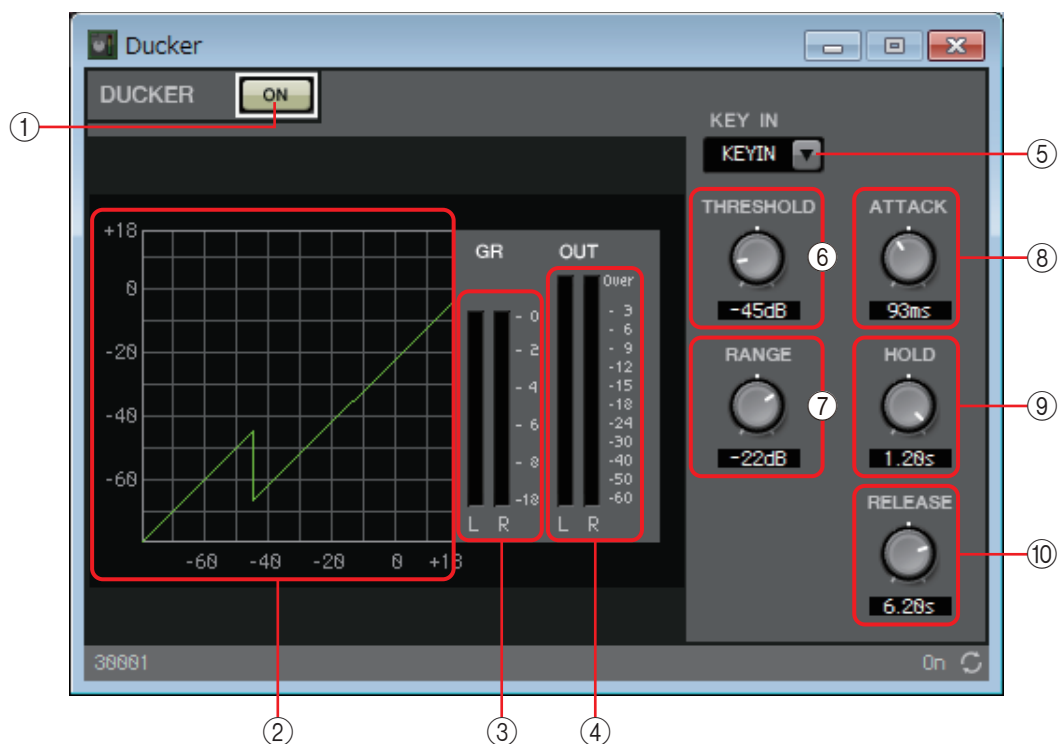 Ducker
DUCKER
ON
①
KEY IN
KEYIN
⑤
THRESHOLD
ATTACK
⑥
⑧
-45dB
93ms
RANGE
HOLD
⑦
⑨
-22dB
1.20s
RELEASE
⑩
6.20s
+18
0
-20
-40
-60
-60 -40 -20 0 +18
②
GR
- 0
- 2
- 4
- 6
- 8
-18
L R
③
OUT
Over
- 3
- 6
- 9
-12
-15
-18
-24
-30
-40
-50
-60
L R
④
30001
On